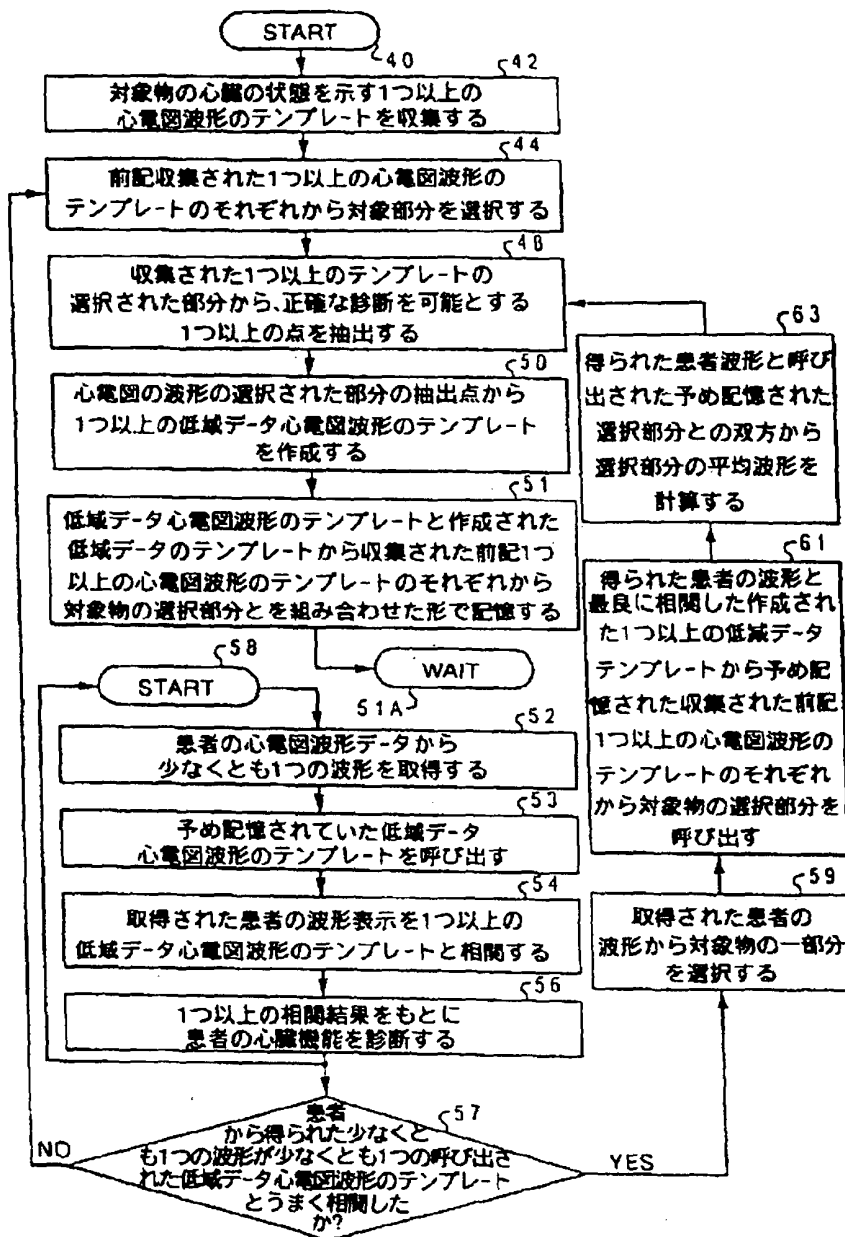 START
40
42
対象物の心臓の状態を示す1つ以上の
心電図波形のテンプレートを収集する
44
前記収集された1つ以上の心電図波形の
テンプレートのそれぞれから対象部分を選択する
48
収集された1つ以上のテンプレートの
選択された部分から、正確な診断を可能とする
1つ以上の点を抽出する
50
心電図の波形の選択された部分の抽出点から
1つ以上の低域データ心電図波形のテンプレート
を作成する
51
低域データ心電図波形のテンプレートと作成された
低域データのテンプレートから収集された前記1つ
以上の心電図波形のテンプレートのそれぞれから
対象物の選択部分とを組み合わせた形で記憶する
WAIT
51A
58
START
52
患者の心電図波形データから
少なくとも1つの波形を取得する
53
予め記憶されていた低域データ
心電図波形のテンプレートを呼び出す
54
取得された患者の波形表示を1つ以上の
低域データ心電図波形のテンプレートと相関する
56
1つ以上の相関結果をもとに
患者の心臓機能を診断する
57
患者
から得られた少なくと
も1つの波形が少なくとも1つの呼び出さ
れた低域データ心電図波形のテンプレート
とうまく相関した
か?
NO
YES
59
取得された患者の
波形から対象物の一部分
を選択する
61
得られた患者の波形と
最良に相関した作成され
た1つ以上の低減データ
テンプレートから予め記
憶された収集された前記
1つ以上の心電図波形の
テンプレートのそれぞれ
から対象物の選択部分を
呼び出す
63
得られた患者波形と呼び
出された予め記憶された
選択部分との双方から
選択部分の平均波形を
計算する